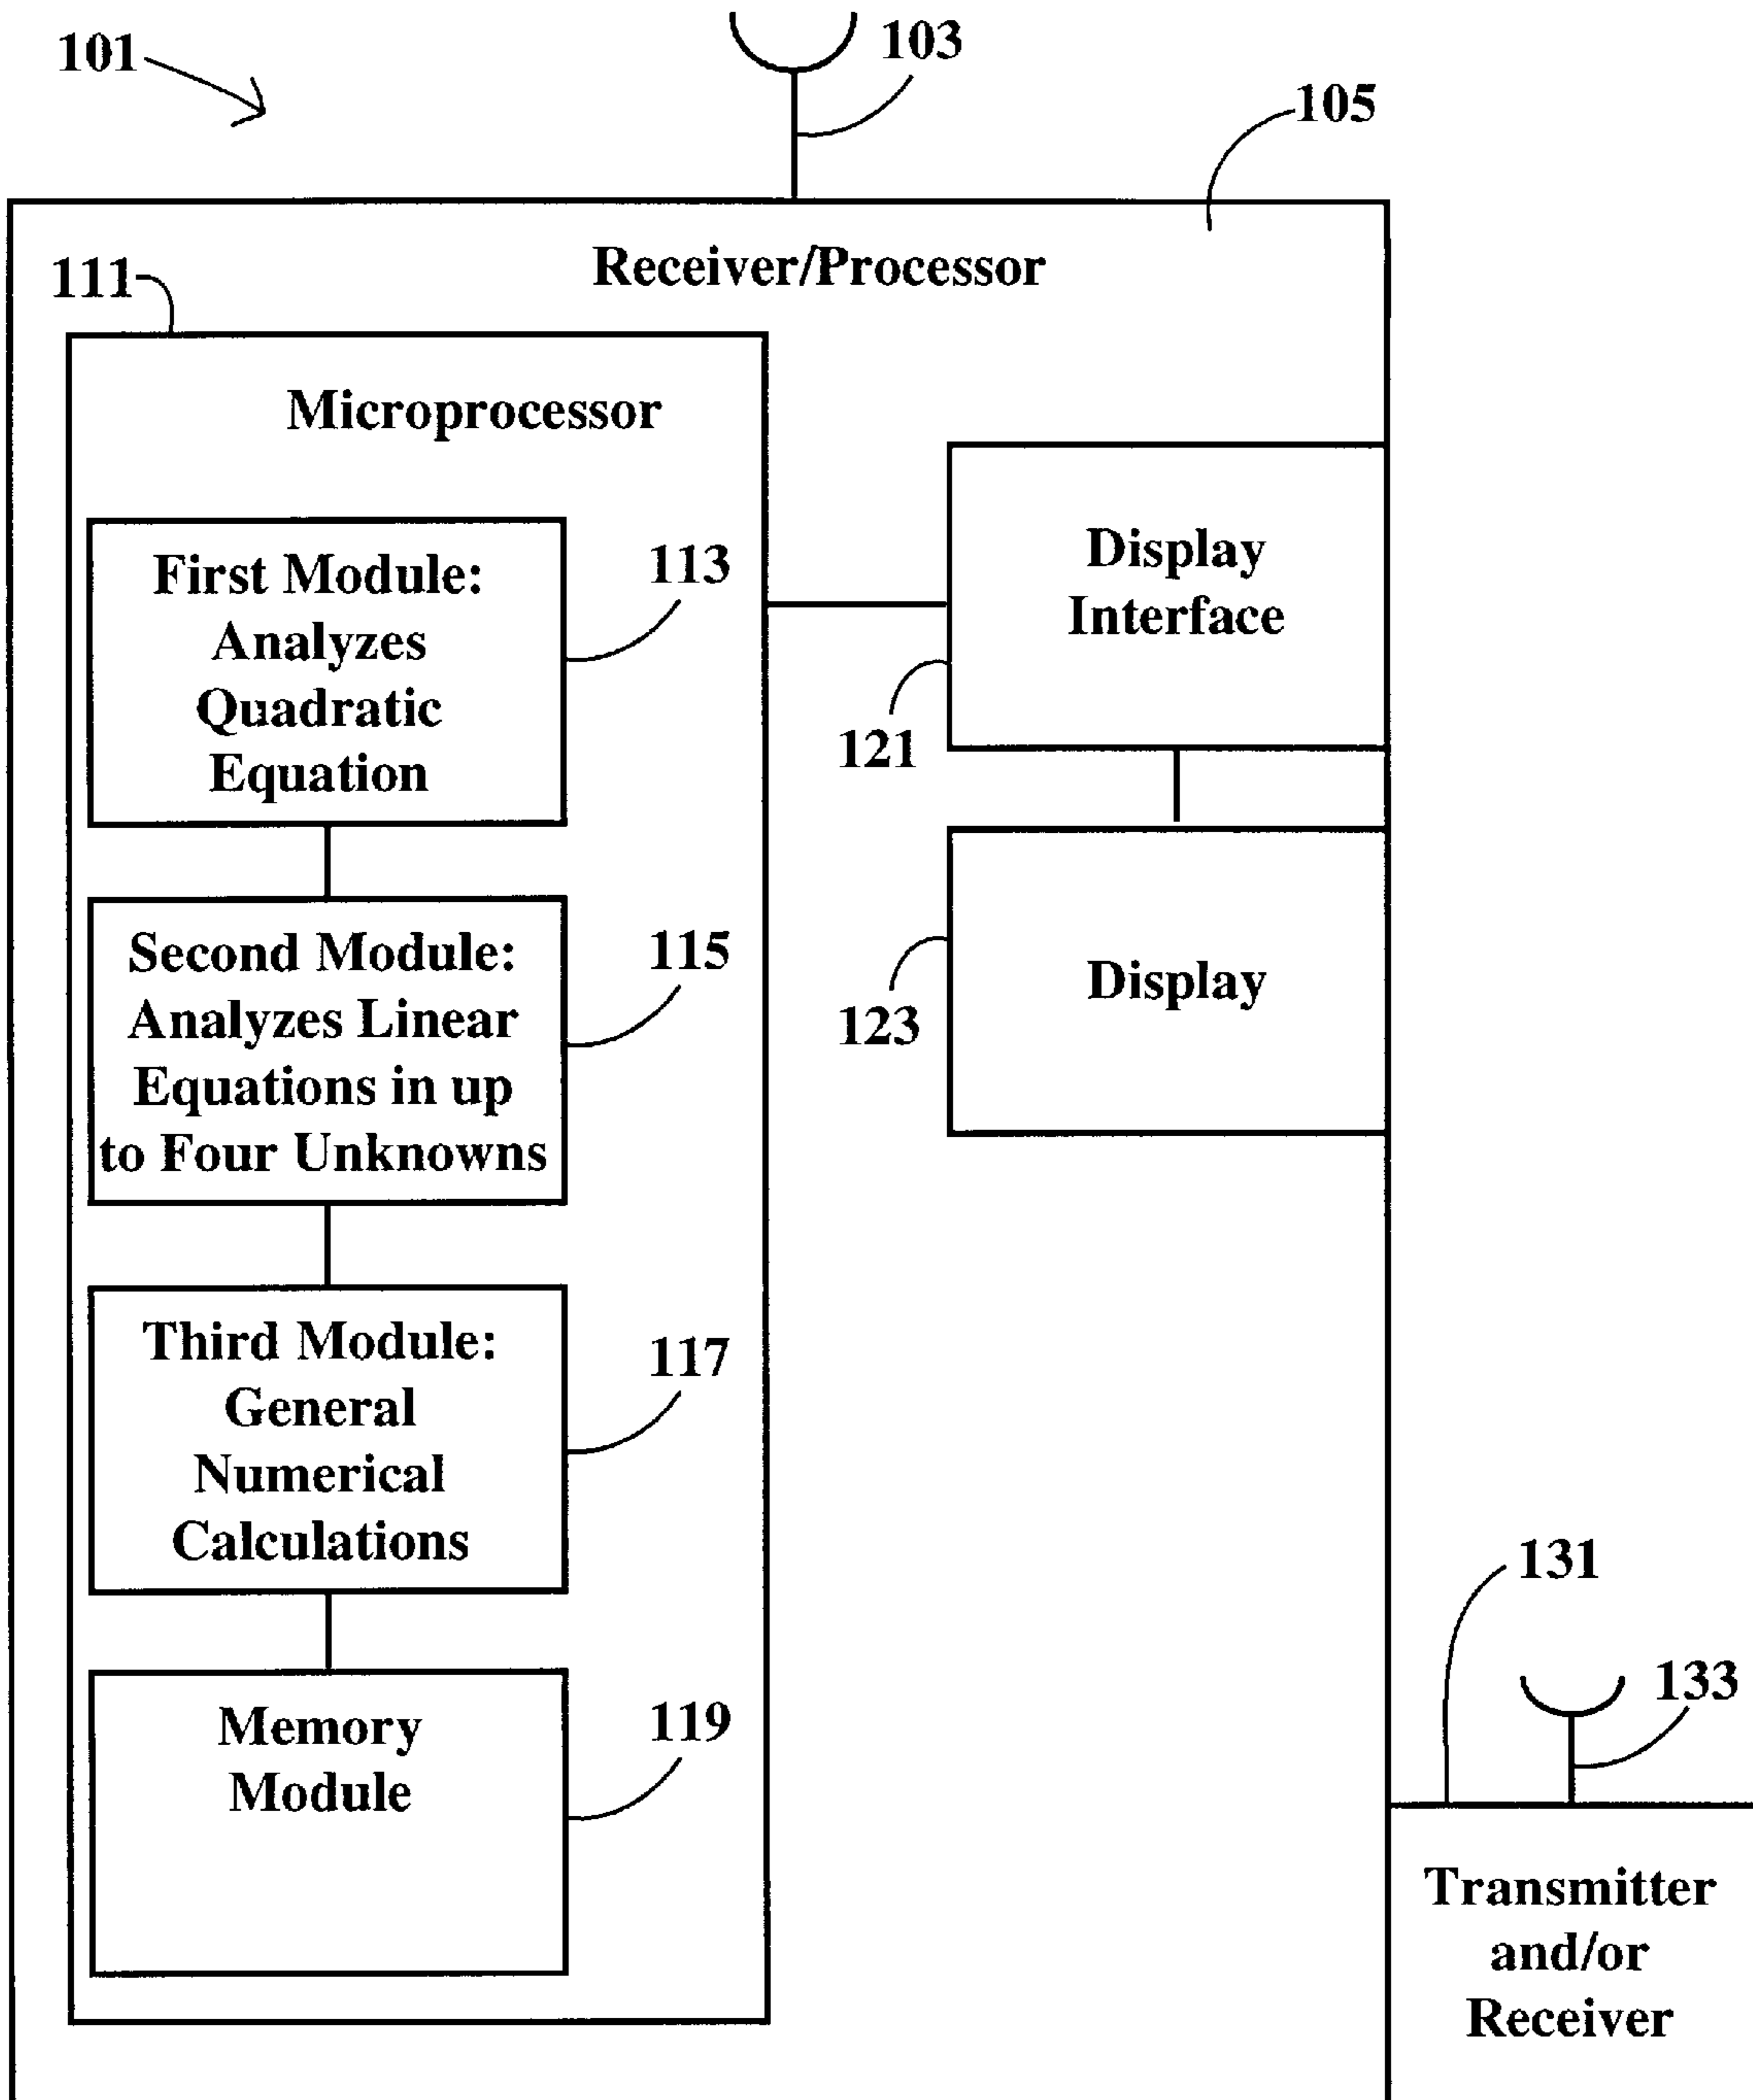 101
103
105
Receiver/Processor
111
Microprocessor
First Module:
Analyzes
Quadratic
Equation
113
Display
Interface
121
Second Module:
Analyzes Linear
Equations in up
to Four Unknowns
115
Display
123
Third Module:
General
Numerical
Calculations
117
Memory
Module
119
131
133
Transmitter
and/or
Receiver